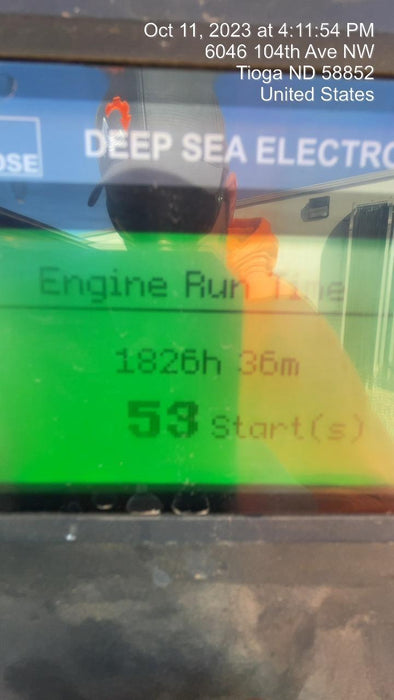 Oct 11, 2023 at 4:11:54 PM
6046 104th Ave NW
Tioga ND 58852
United States
OSE
DEEP SEA ELECTRO
Engine Run Time
1826h 36m
53 Start(s)